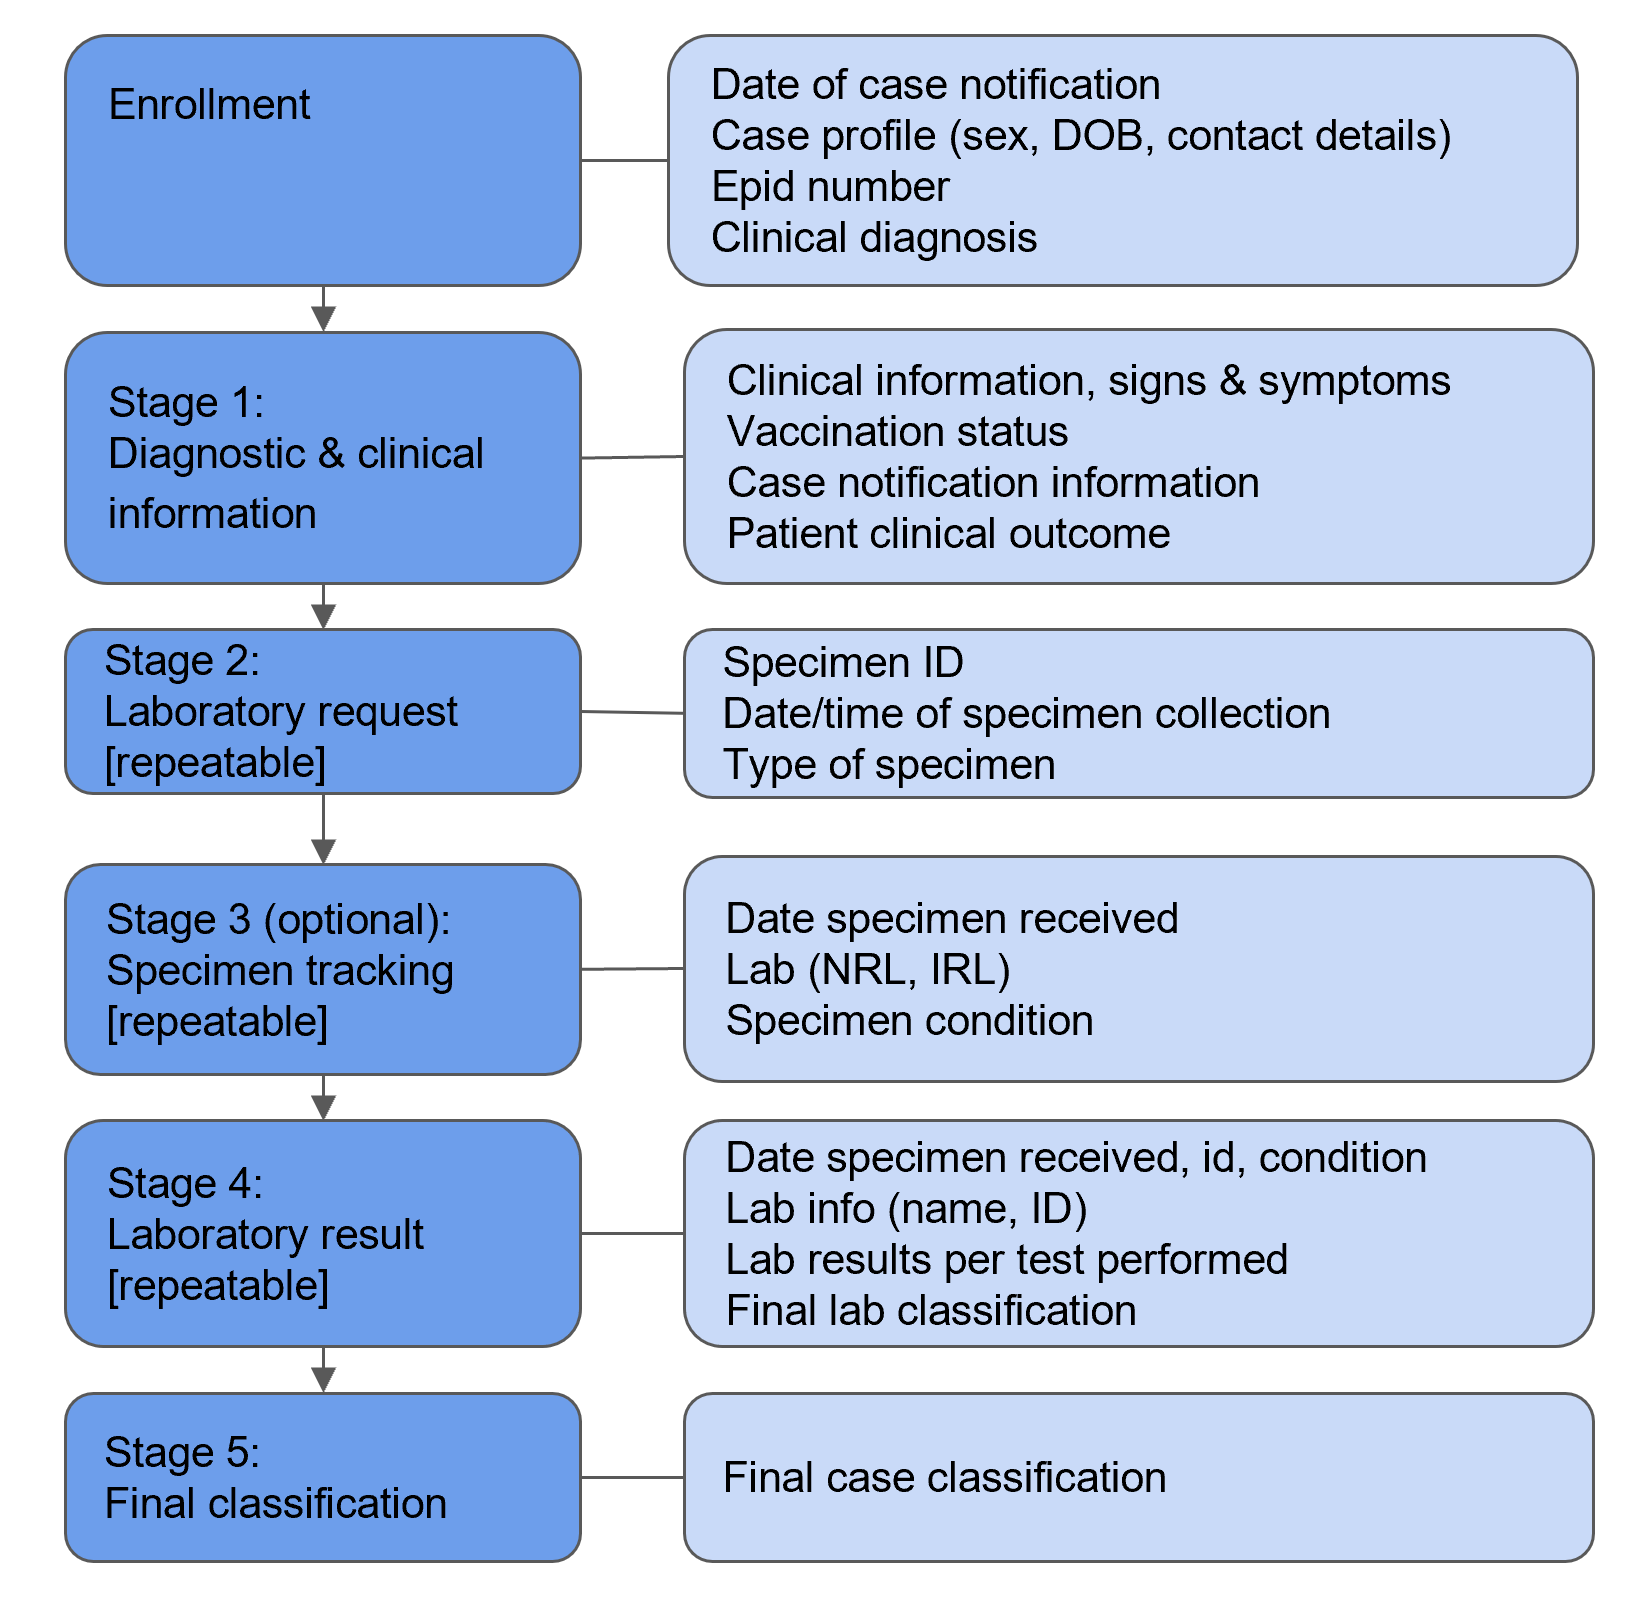 Enrollment
Date of case notification
Case profile (sex, DOB, contact details)
Epid number
Clinical diagnosis
Stage 1:
Diagnostic & clinical
information
Clinical information, signs & symptoms
Vaccination status
Case notification information
Patient clinical outcome
Stage 2:
Laboratory request
[repeatable]
Specimen ID
Date/time of specimen collection
Type of specimen
Stage 3 (optional):
Specimen tracking
[repeatable]
Date specimen received
Lab (NRL, IRL)
Specimen condition
Stage 4:
Laboratory result
[repeatable]
Date specimen received, id, condition
Lab info (name, ID)
Lab results per test performed
Final lab classification
Stage 5:
Final classification
Final case classification